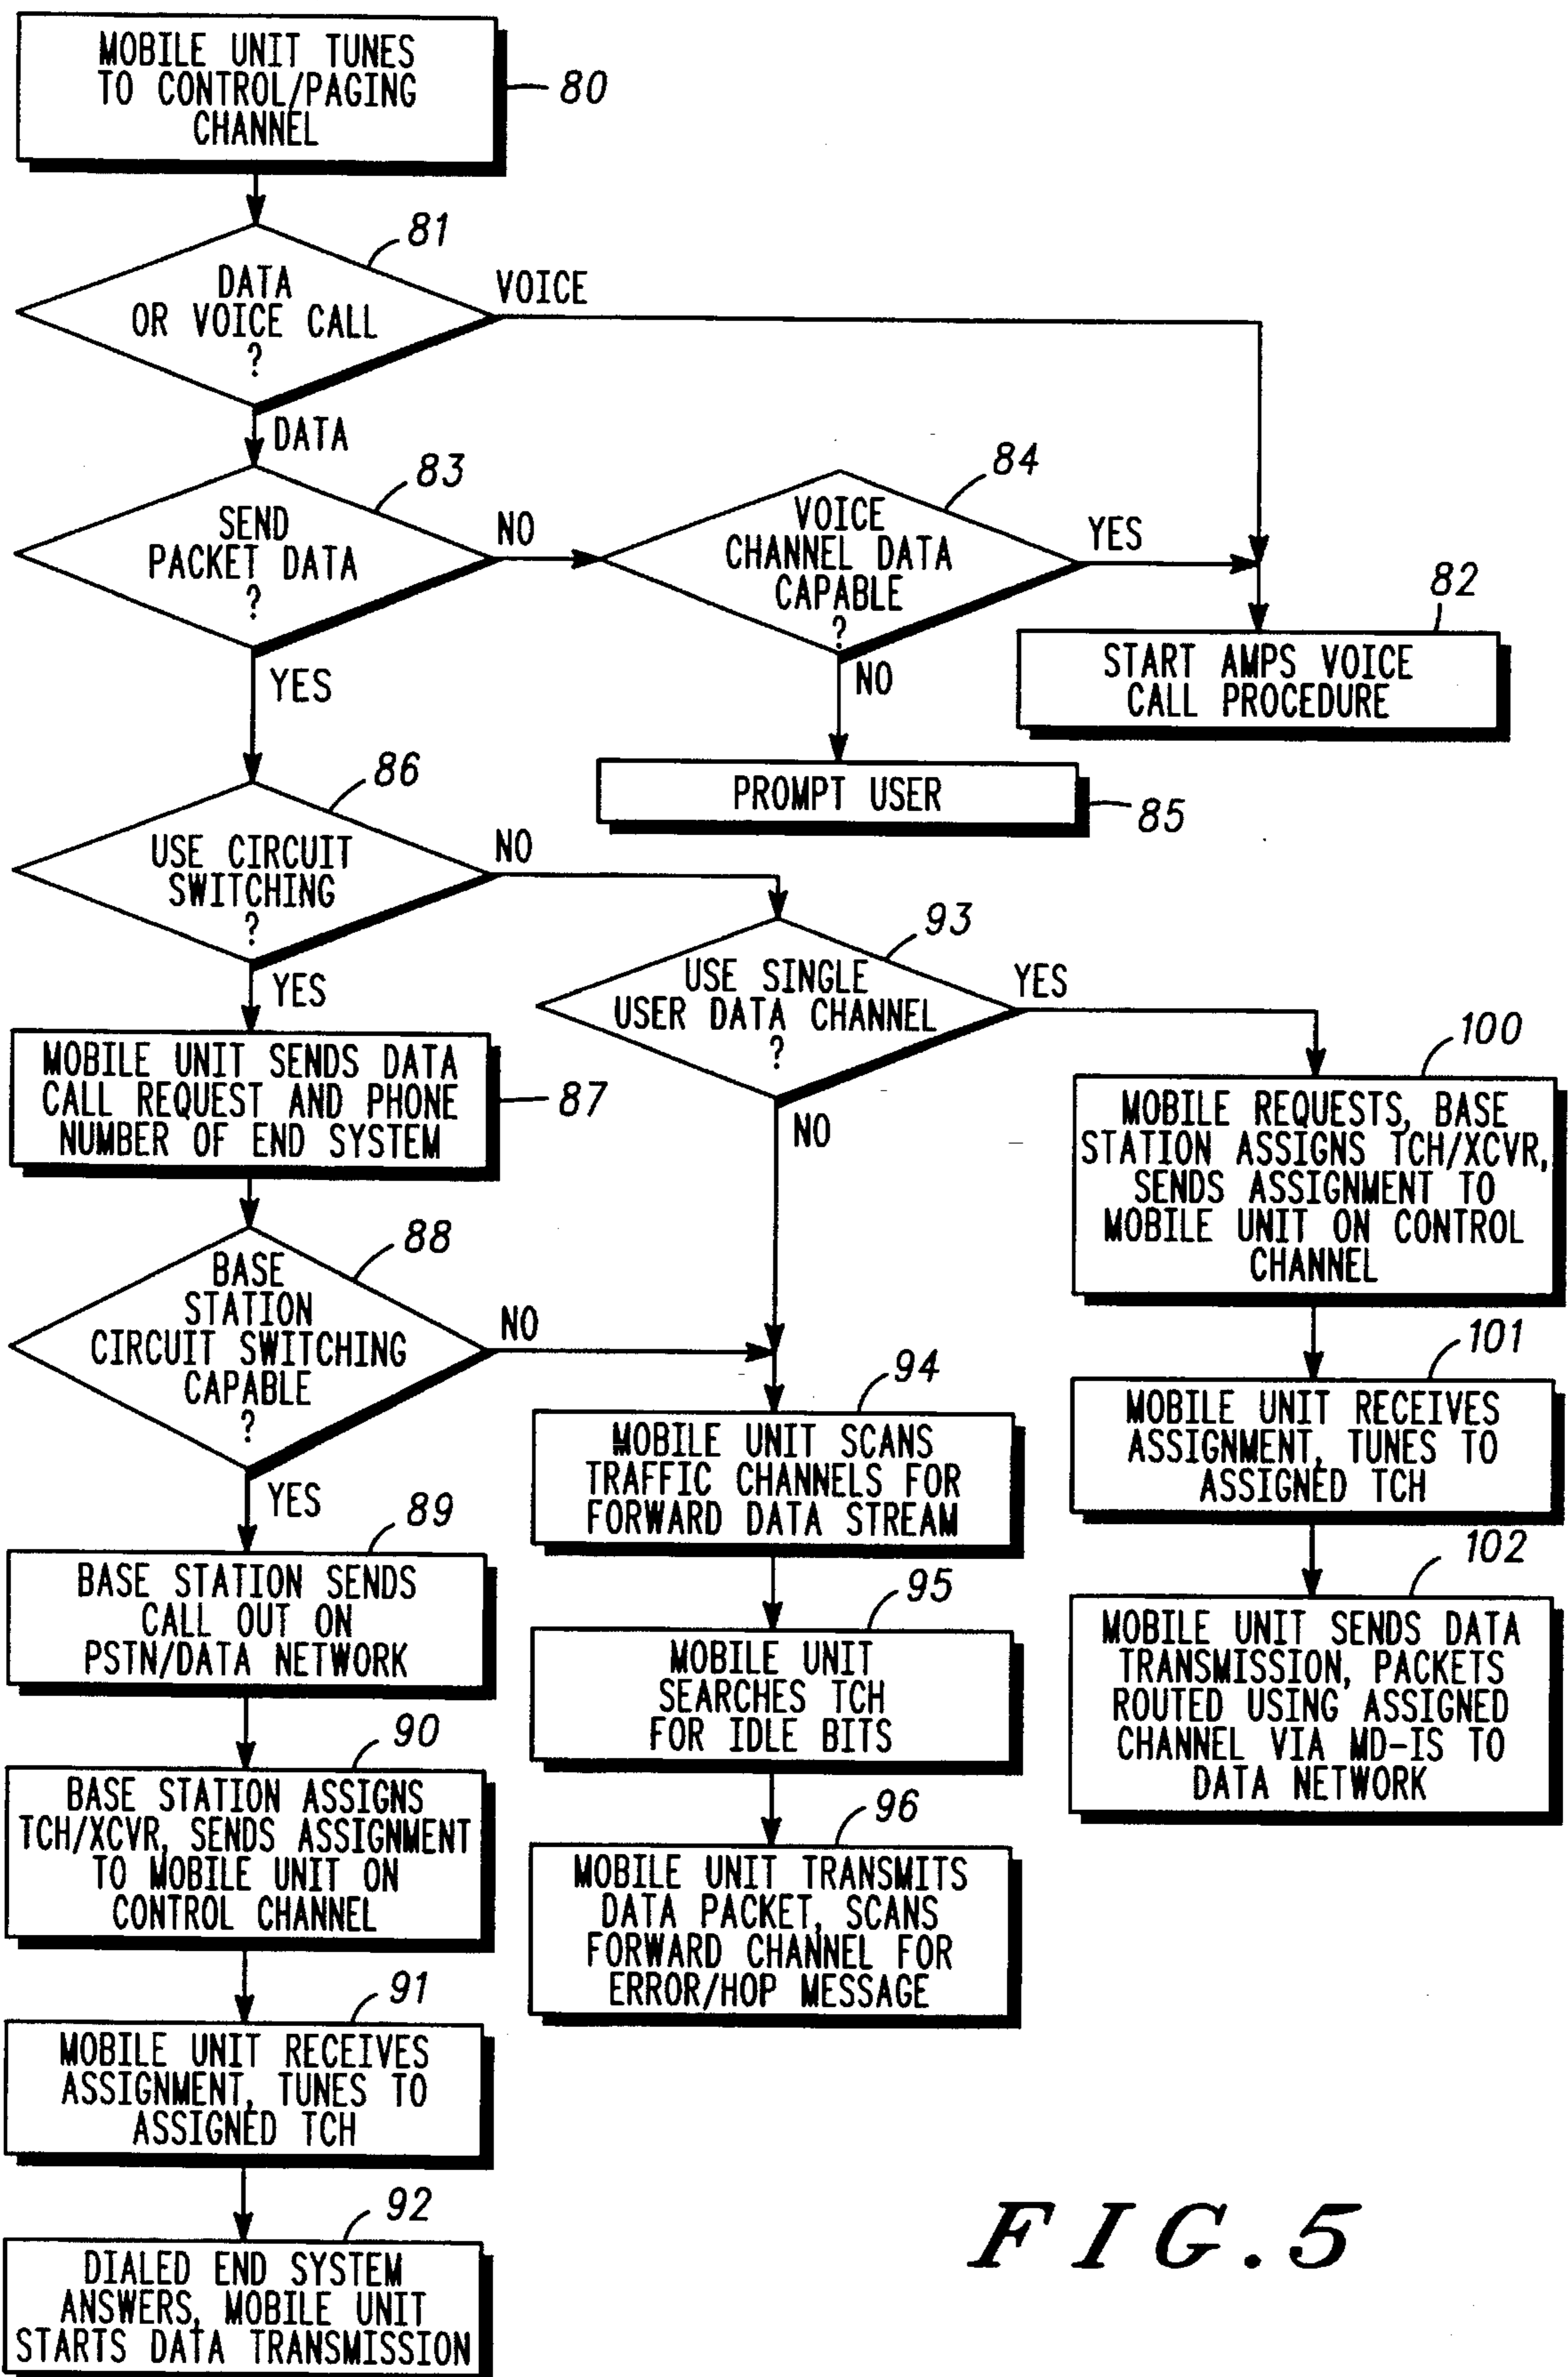 MOBILE UNIT TUNES
TO CONTROL/PAGING
CHANNEL
80
81
DATA
OR VOICE CALL
?
VOICE
DATA
83
SEND
PACKET DATA
?
NO
YES
84
VOICE
CHANNEL DATA
CAPABLE
?
YES
NO
82
START AMPS VOICE
CALL PROCEDURE
PROMPT USER
85
86
USE CIRCUIT
SWITCHING
?
NO
YES
93
USE SINGLE
USER DATA CHANNEL
?
YES
NO
MOBILE UNIT SENDS DATA
CALL REQUEST AND PHONE
NUMBER OF END SYSTEM
87
100
MOBILE REQUESTS, BASE
STATION ASSIGNS TCH/XCVR,
SENDS ASSIGNMENT TO
MOBILE UNIT ON CONTROL
CHANNEL
88
BASE
STATION
CIRCUIT SWITCHING
CAPABLE
?
NO
YES
94
MOBILE UNIT SCANS
TRAFFIC CHANNELS FOR
FORWARD DATA STREAM
101
MOBILE UNIT RECEIVES
ASSIGNMENT, TUNES TO
ASSIGNED TCH
89
BASE STATION SENDS
CALL OUT ON
PSTN/DATA NETWORK
95
MOBILE UNIT
SEARCHES TCH
FOR IDLE BITS
102
MOBILE UNIT SENDS DATA
TRANSMISSION, PACKETS
ROUTED USING ASSIGNED
CHANNEL VIA MD-IS TO
DATA NETWORK
90
BASE STATION ASSIGNS
TCH/XCVR, SENDS ASSIGNMENT
TO MOBILE UNIT ON
CONTROL CHANNEL
96
MOBILE UNIT TRANSMITS
DATA PACKET, SCANS
FORWARD CHANNEL FOR
ERROR/HOP MESSAGE
91
MOBILE UNIT RECEIVES
ASSIGNMENT, TUNES TO
ASSIGNED TCH
92
DIALED END SYSTEM
ANSWERS, MOBILE UNIT
STARTS DATA TRANSMISSION
FIG.5